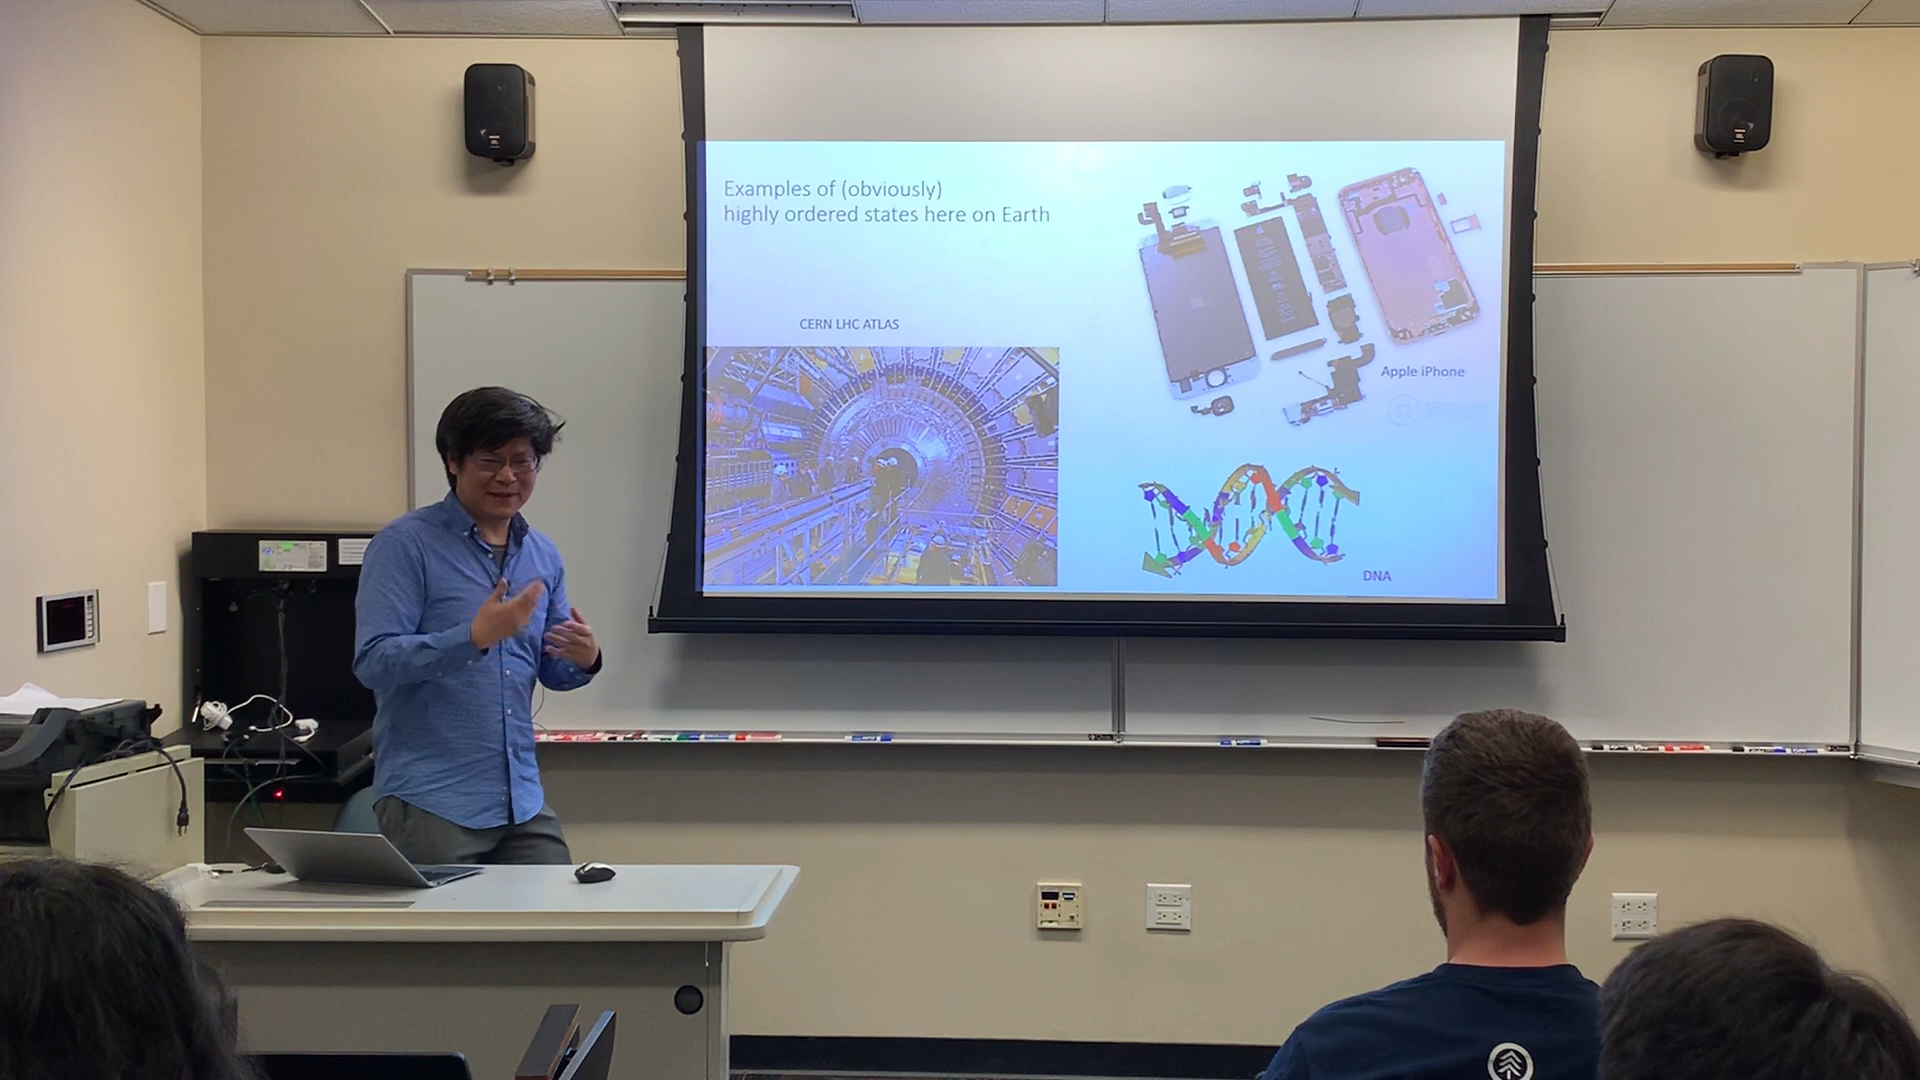 Examples of (obviously)
highly ordered states here on Earth
CERN LHC ATLAS
Apple iPhone
DNA